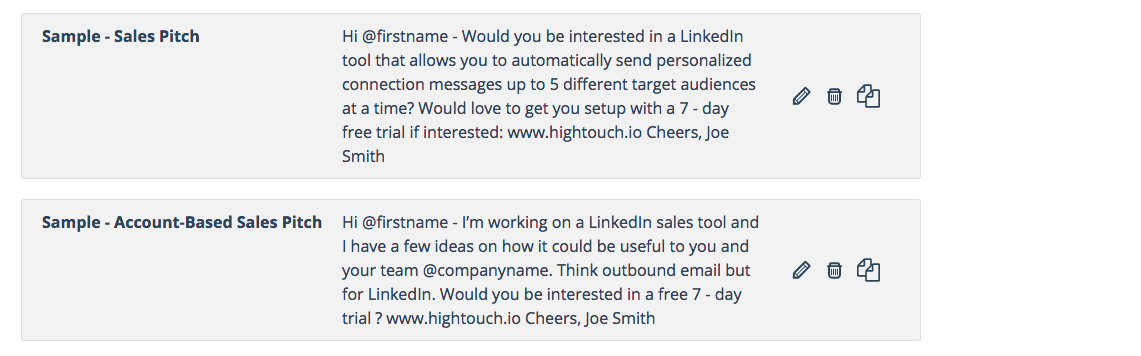 Sample - Sales Pitch
Hi @firstname - Would you be interested in a LinkedIn
tool that allows you to automatically send personalized
connection messages up to 5 different target audiences
at a time? Would love to get you setup with a 7 - day
free trial if interested: www.hightouch.io Cheers, Joe
Smith
Sample - Account-Based Sales Pitch
Hi @firstname - I’m working on a LinkedIn sales tool and
I have a few ideas on how it could be useful to you and
your team @companyname. Think outbound email but
for LinkedIn. Would you be interested in a free 7 - day
trial ? www.hightouch.io Cheers, Joe Smith